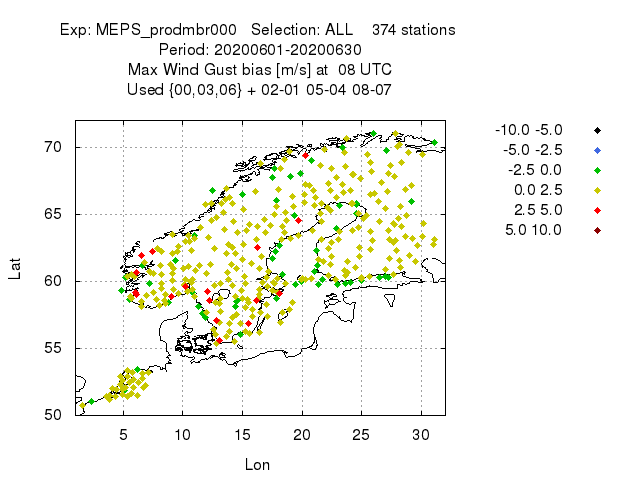 Exp: MEPS_prodmbr000 Selection: ALL 374 stations
Period: 20200601-20200630
Max Wind Gust bias [m/s] at 08 UTC
Used {00,03,06} + 02-01 05-04 08-07
-10.0 -5.0
-5.0 -2.5
-2.5 0.0
0.0 2.5
2.5 5.0
5.0 10.0
70
65
60
55
50
Lat
5 10 15 20 25 30
Lon